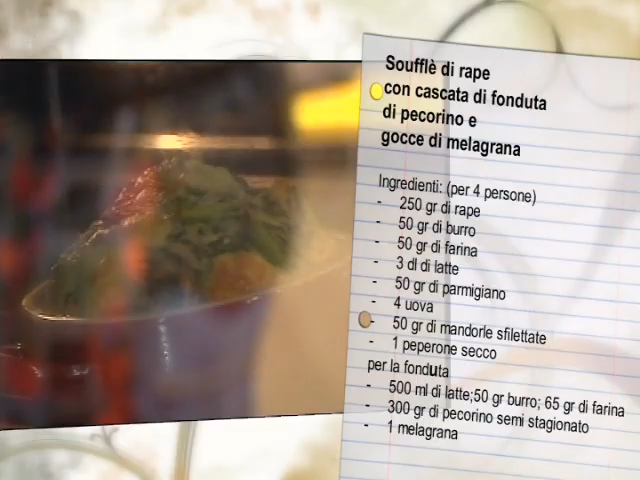 Soufflè di rape
con cascata di fonduta
di pecorino e
gocce di melagrana
Ingredienti: (per 4 persone)
- 250 gr di rape
- 50 gr di burro
- 50 gr di farina
- 3 dl di latte
- 50 gr di parmigiano
- 4 uova
- 50 gr di mandorle sfilettate
- 1 peperone secco
per la fonduta
- 500 ml di latte;50 gr burro; 65 gr di farina
- 300 gr di pecorino semi stagionato
- 1 melagrana